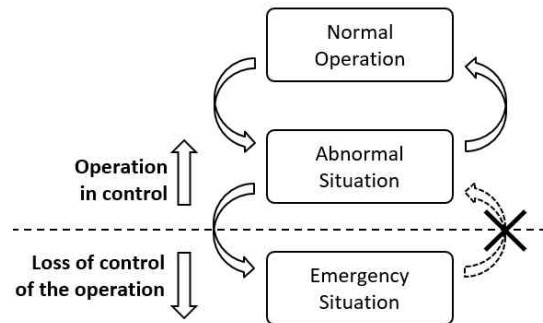 Normal
Operation
Abnormal
Situation
Operation
in control
Loss of control
of the operation
Emergency
Situation